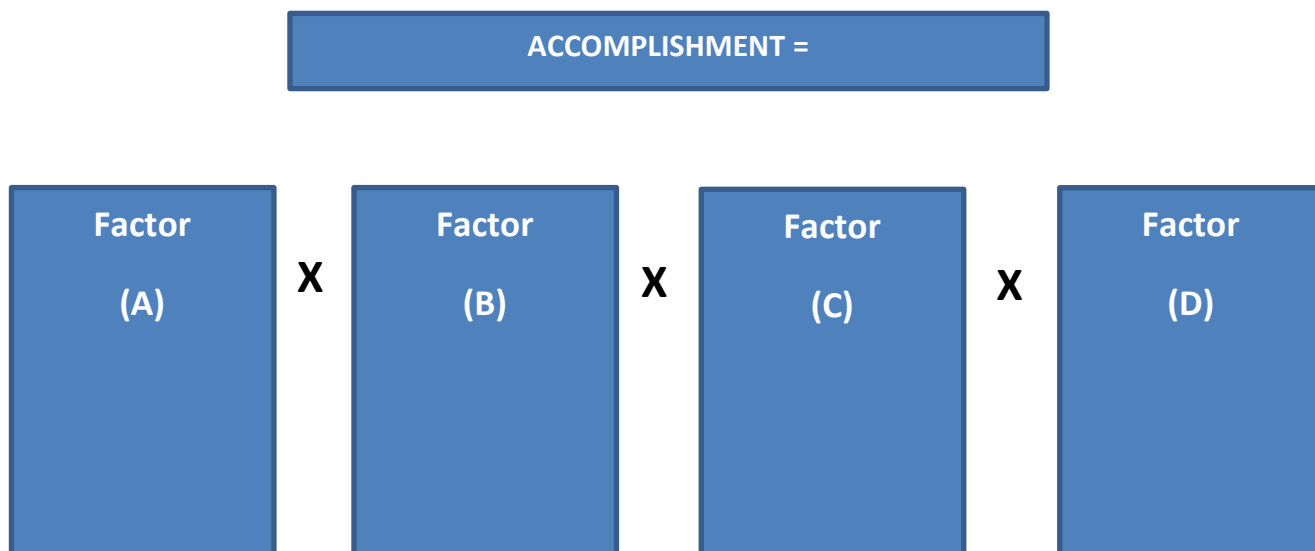 ACCOMPLISHMENT =
Factor
(A)
X
Factor
(B)
X
Factor
(C)
X
Factor
(D)